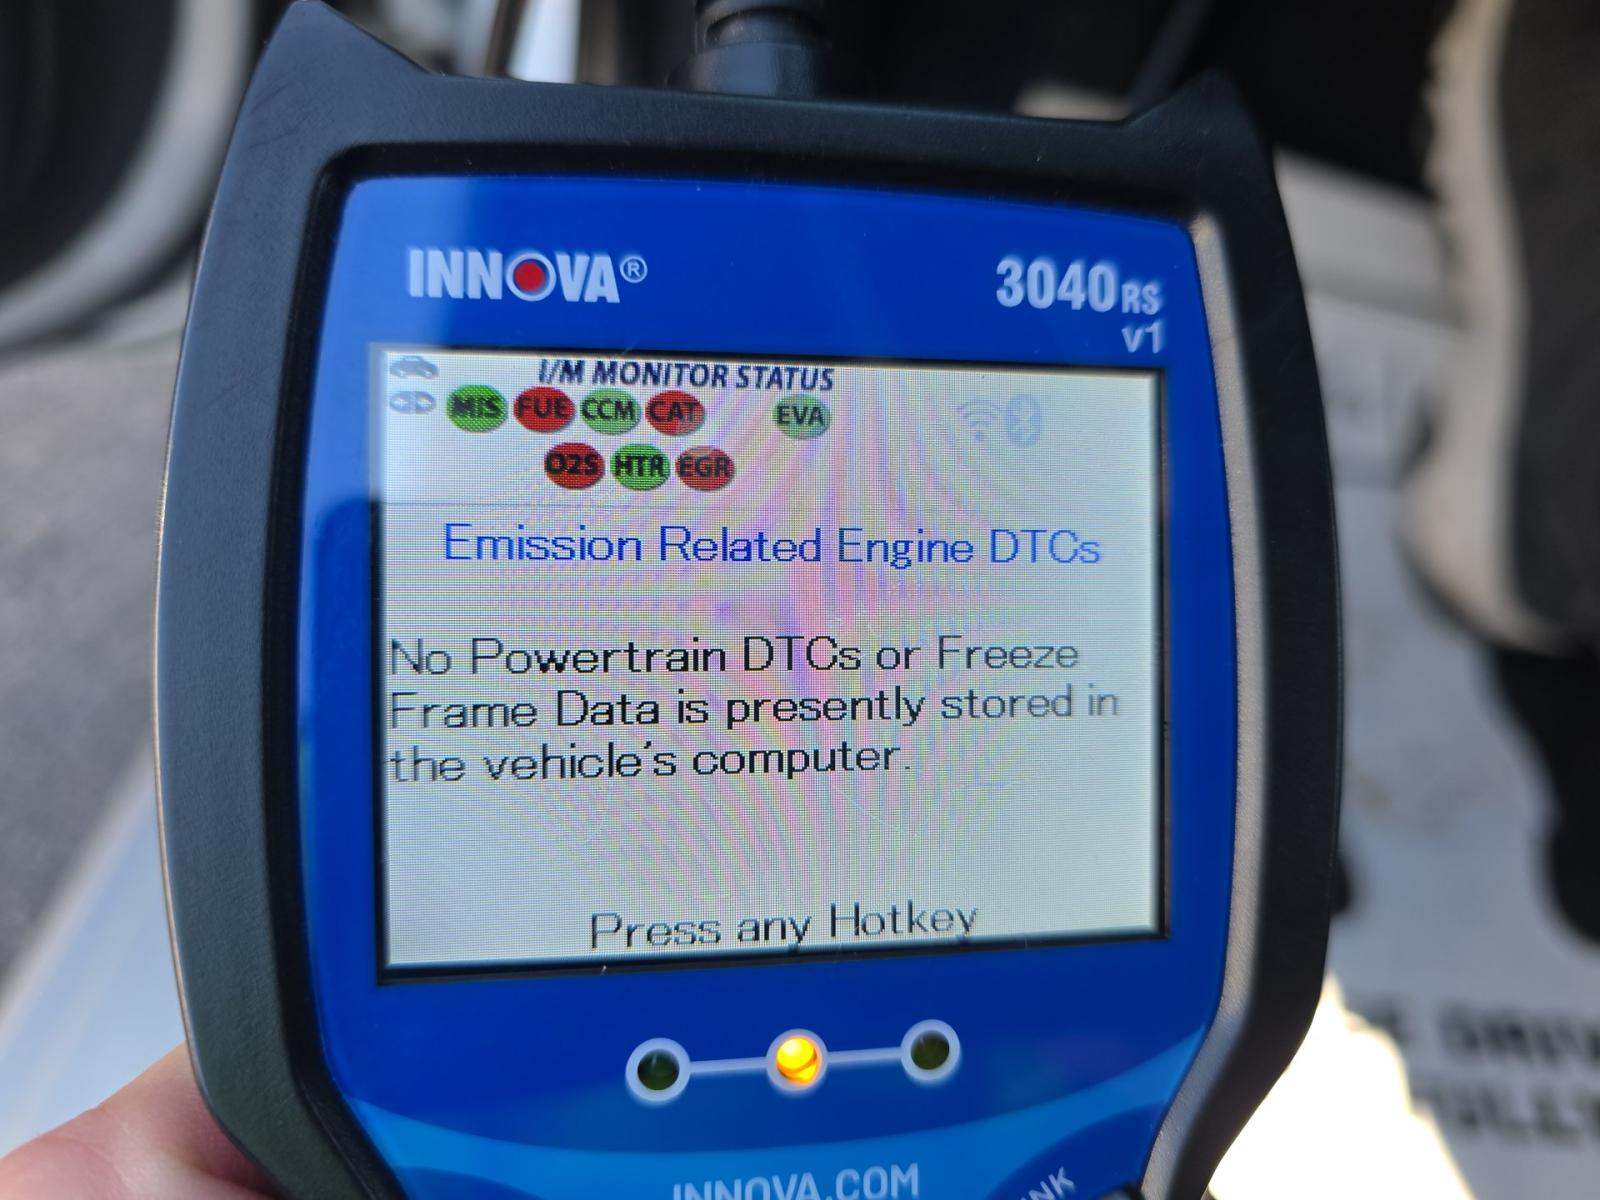 INNOVA®
3040RS
v1
I/M MONITOR STATUS
MIS FUE CCM CAT EVA
O2S HTR EGR
Emission Related Engine DTCs
No Powertrain DTCs or Freeze
Frame Data is presently stored in
the vehicle's computer.
Press any Hotkey
INNOVA.COM